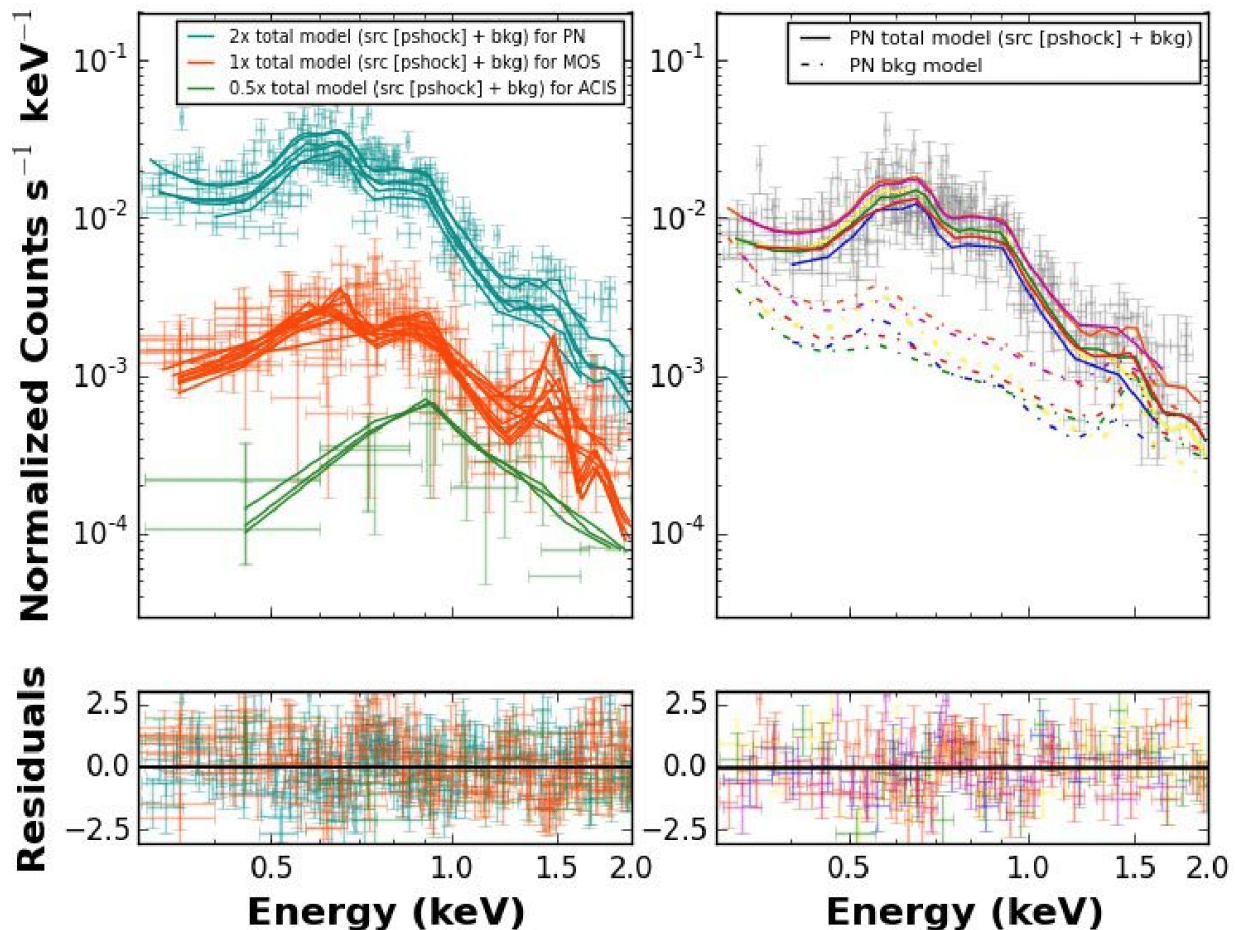 Normalized Counts s⁻¹ keV⁻¹
10⁻¹
10⁻²
10⁻³
10⁻⁴
2x total model (src [pshock] + bkg) for PN
1x total model (src [pshock] + bkg) for MOS
0.5x total model (src [pshock] + bkg) for ACIS
10⁻¹
10⁻²
10⁻³
10⁻⁴
PN total model (src [pshock] + bkg)
PN bkg model
Residuals
2.5
0.0
−2.5
2.5
0.0
−2.5
0.5 1.0 1.5 2.0
0.5 1.0 1.5 2.0
Energy (keV)
Energy (keV)